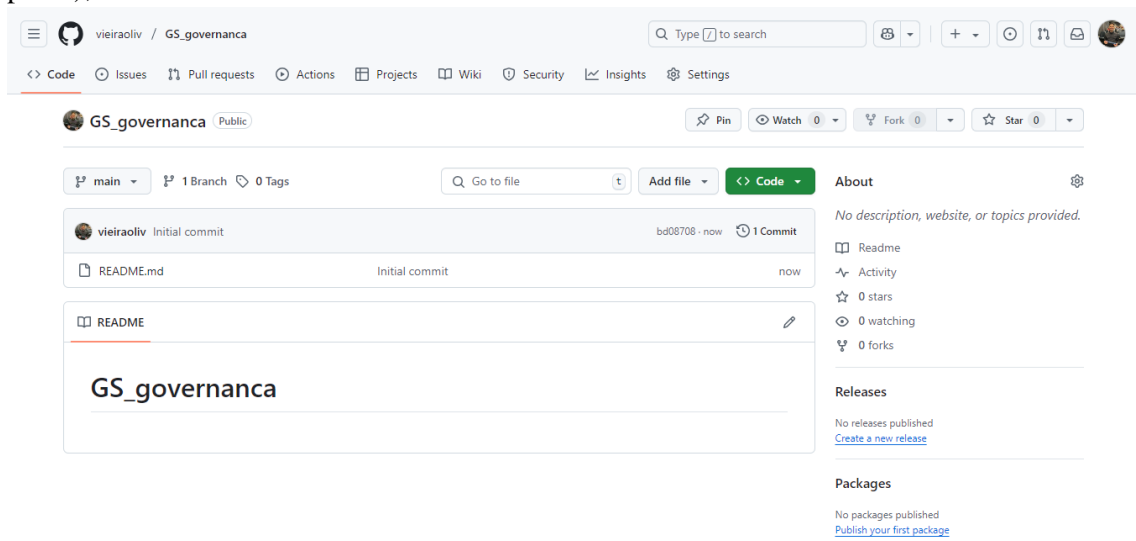 vieiraoliv / GS_governanca
Type / to search
Code Issues Pull requests Actions Projects Wiki Security Insights Settings
GS_governanca Public
Pin Watch 0 Fork 0 Star 0
main 1 Branch 0 Tags
Go to file t Add file Code
vieiraoliv Initial commit bd08708 · now 1 Commit
README.md Initial commit now
README
GS_governanca
About
No description, website, or topics provided.
Readme
Activity
0 stars
0 watching
0 forks
Releases
No releases published
Create a new release
Packages
No packages published
Publish your first package